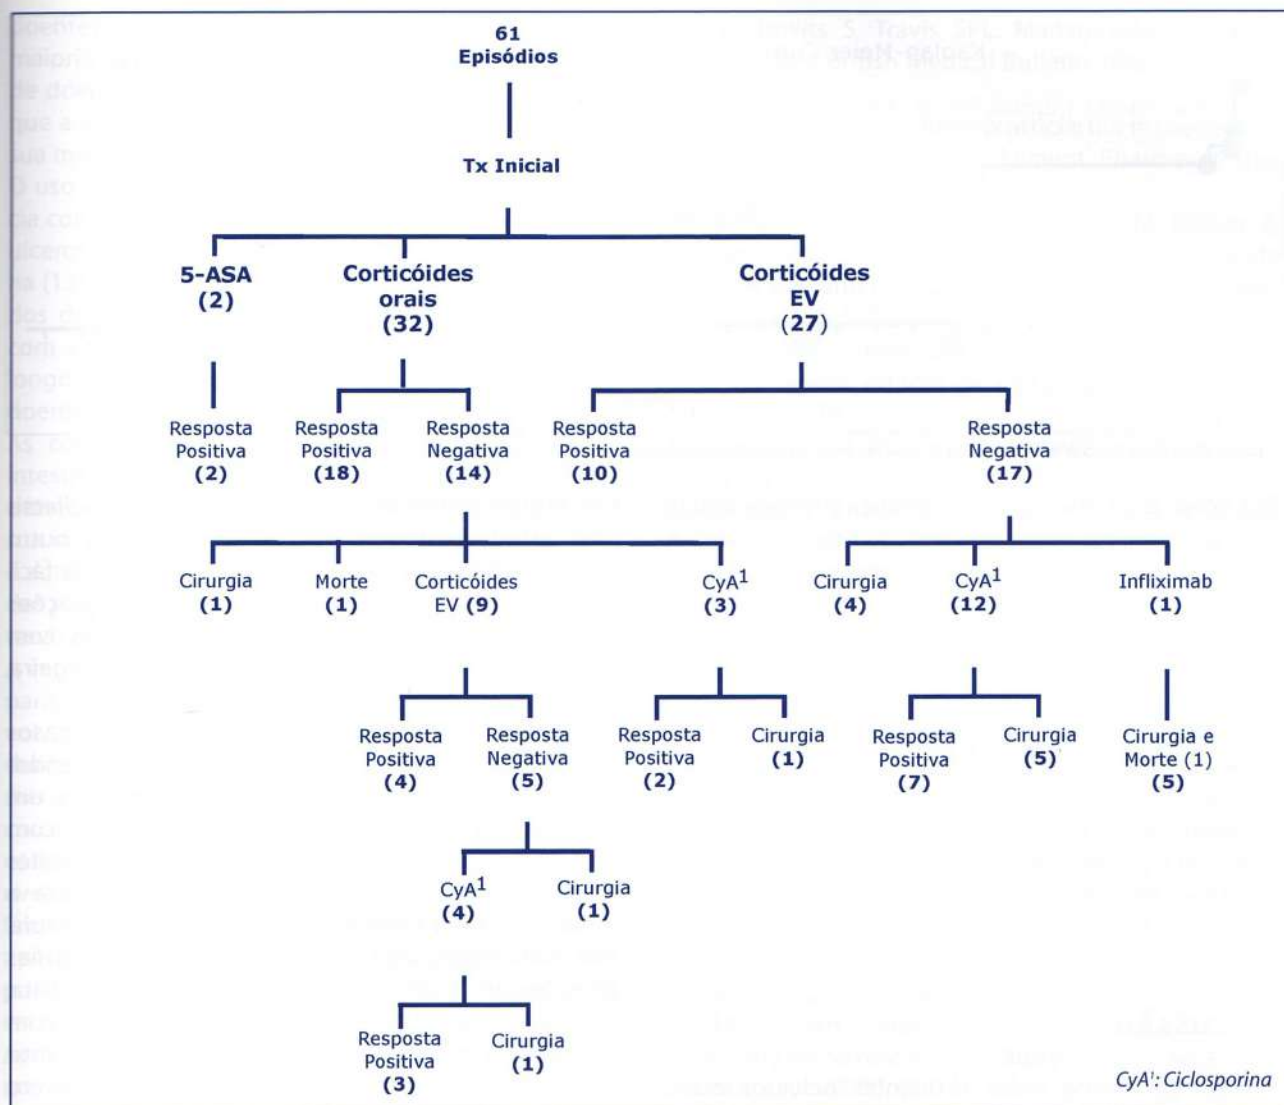 61
Episódios
Tx Inicial
5-ASA
(2)
Corticóides
orais
(32)
Corticóides
EV
(27)
Resposta
Positiva
(2)
Resposta
Positiva
(18)
Resposta
Negativa
(14)
Resposta
Positiva
(10)
Resposta
Negativa
(17)
Cirurgia
(1)
Morte
(1)
Corticóides
EV (9)
CyA¹
(3)
Cirurgia
(4)
CyA¹
(12)
Infliximab
(1)
Resposta
Positiva
(4)
Resposta
Negativa
(5)
Resposta
Positiva
(2)
Cirurgia
(1)
Resposta
Positiva
(7)
Cirurgia
(5)
Cirurgia e
Morte (1)
(5)
CyA¹
(4)
Cirurgia
(1)
Resposta
Positiva
(3)
Cirurgia
(1)
CyA¹: Ciclosporina